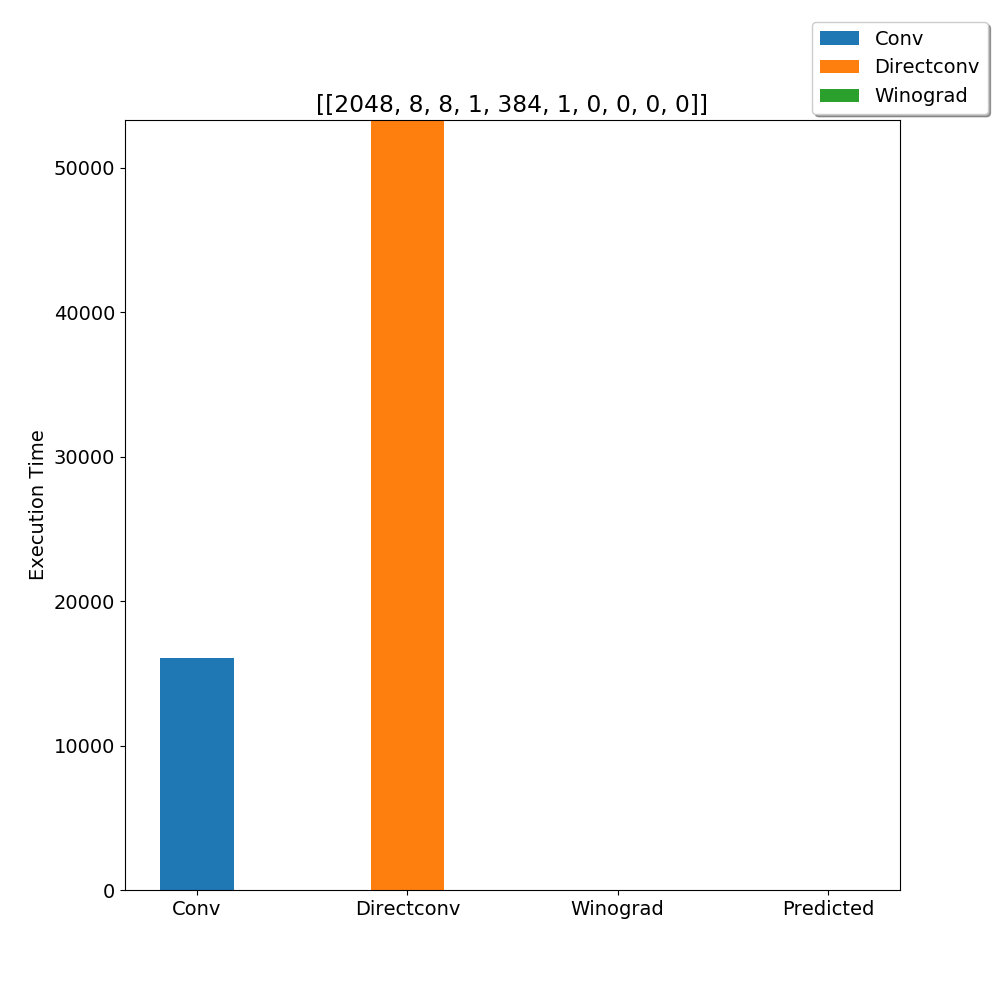 Conv
Directconv
Winograd
[[2048, 8, 8, 1, 384, 1, 0, 0, 0, 0]]
50000
40000
30000
20000
10000
0
Execution Time
Conv Directconv Winograd Predicted